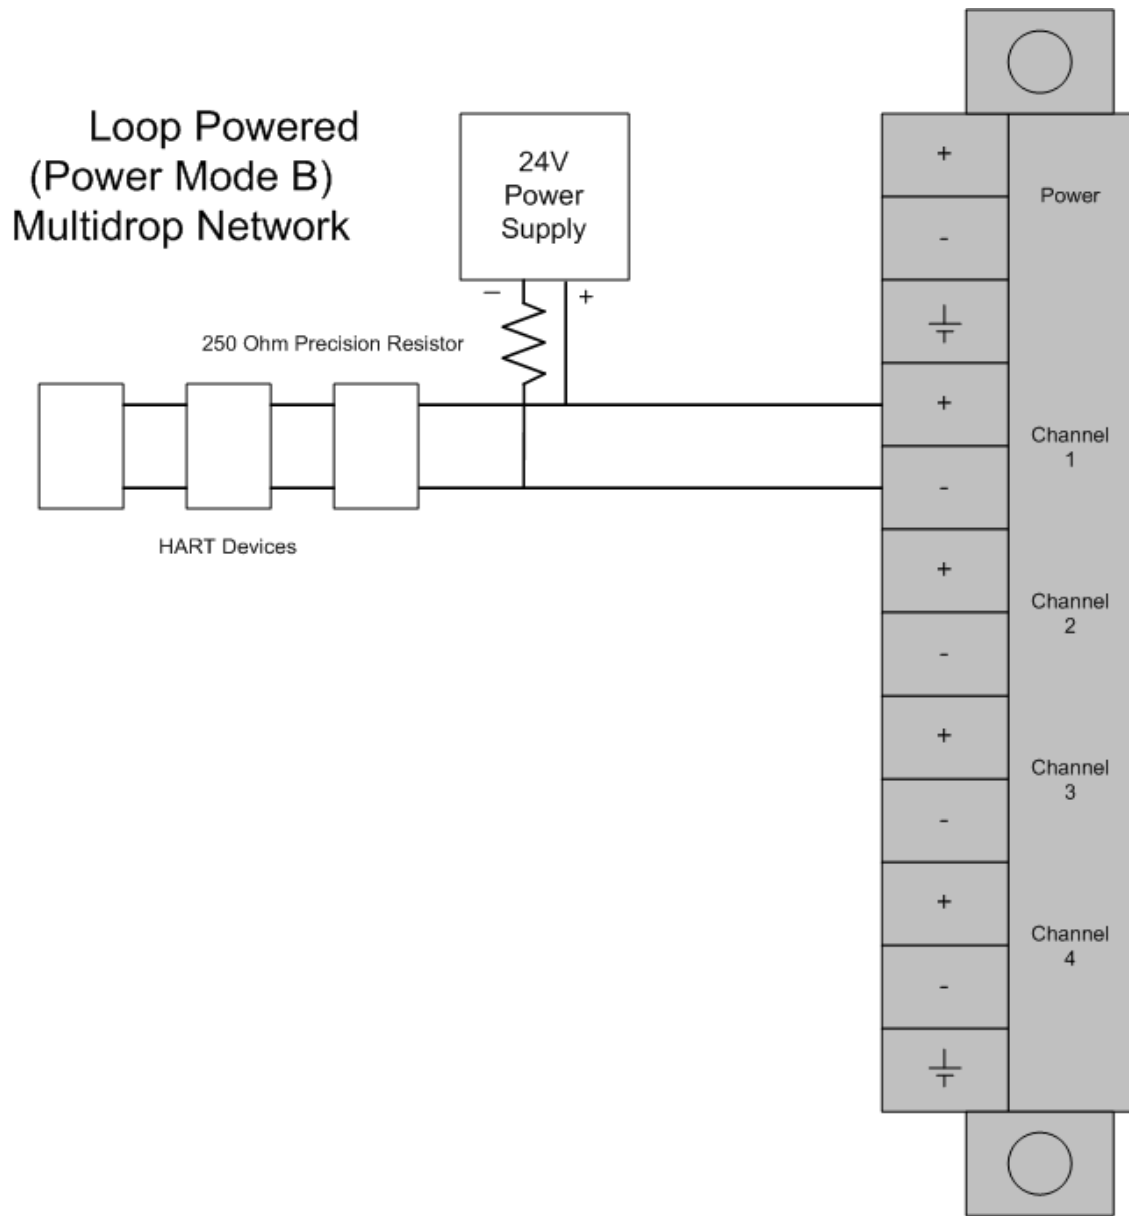 Loop Powered
(Power Mode B)
Multidrop Network
24V
Power
Supply
− +
250 Ohm Precision Resistor
HART Devices
+
Power
-
+
Channel
1
-
+
Channel
2
-
+
Channel
3
-
+
Channel
4
-